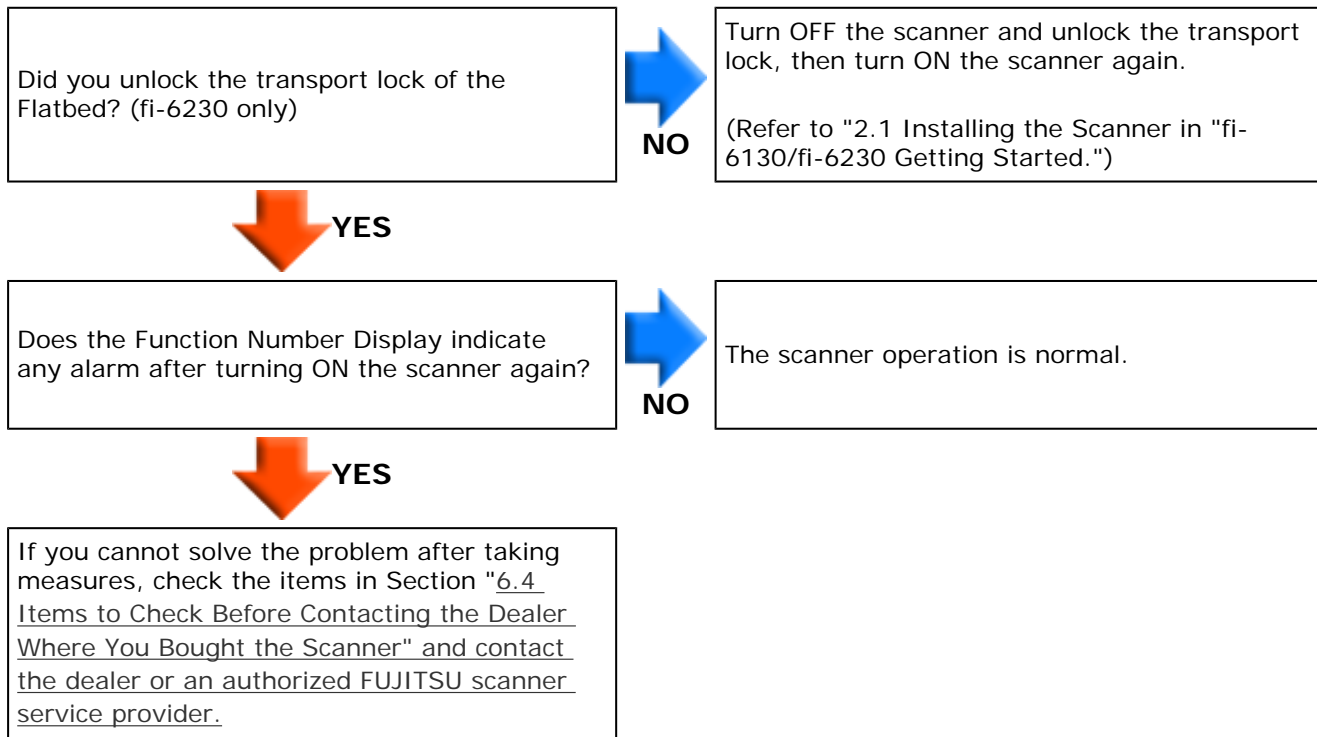 Did you unlock the transport lock of the
Flatbed? (fi-6230 only)
NO
Turn OFF the scanner and unlock the transport
lock, then turn ON the scanner again.
(Refer to "2.1 Installing the Scanner in "fi-
6130/fi-6230 Getting Started.")
YES
Does the Function Number Display indicate
any alarm after turning ON the scanner again?
NO
The scanner operation is normal.
YES
If you cannot solve the problem after taking
measures, check the items in Section "6.4
Items to Check Before Contacting the Dealer
Where You Bought the Scanner" and contact
the dealer or an authorized FUJITSU scanner
service provider.